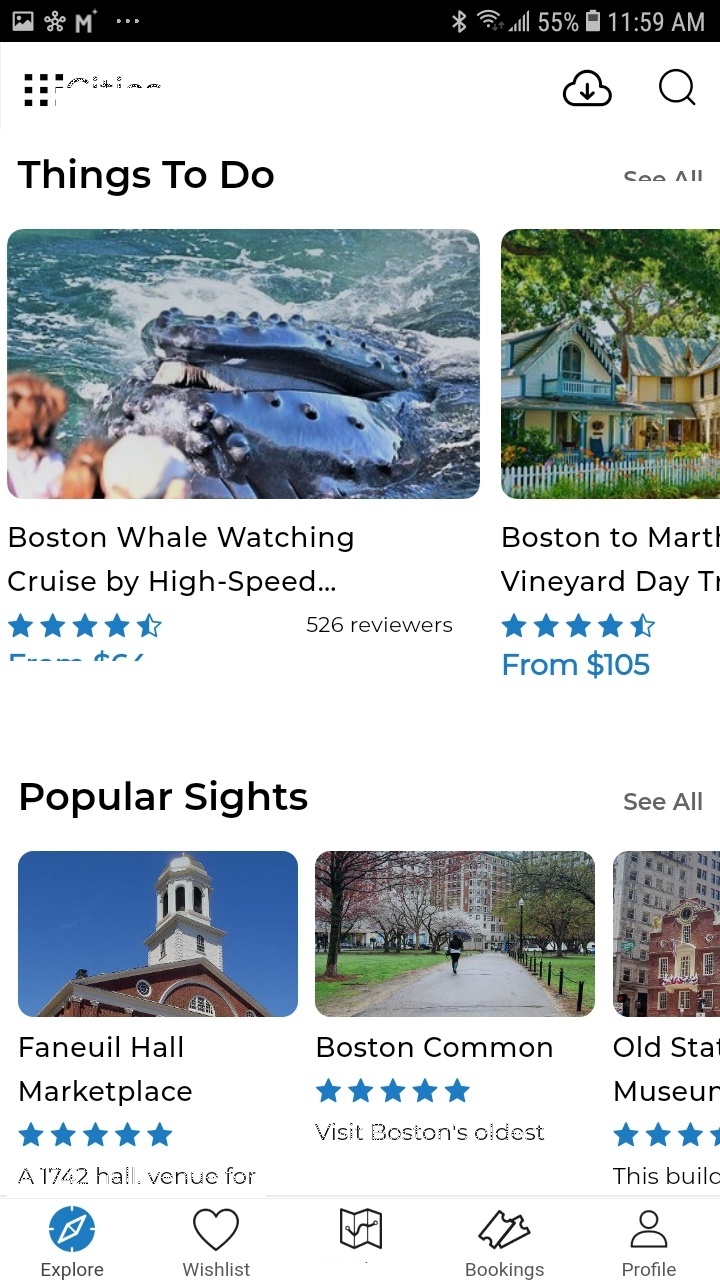 55% 11:59 AM
Cities
Things To Do
See All
Boston Whale Watching
Cruise by High-Speed...
526 reviewers
Boston to Marth
Vineyard Day Tr
From $105
Popular Sights
See All
Faneuil Hall
Marketplace
A 1742 hall. venue for
Boston Common
Visit Boston's oldest
Old Stat
Museum
This build
Explore
Wishlist
Bookings
Profile